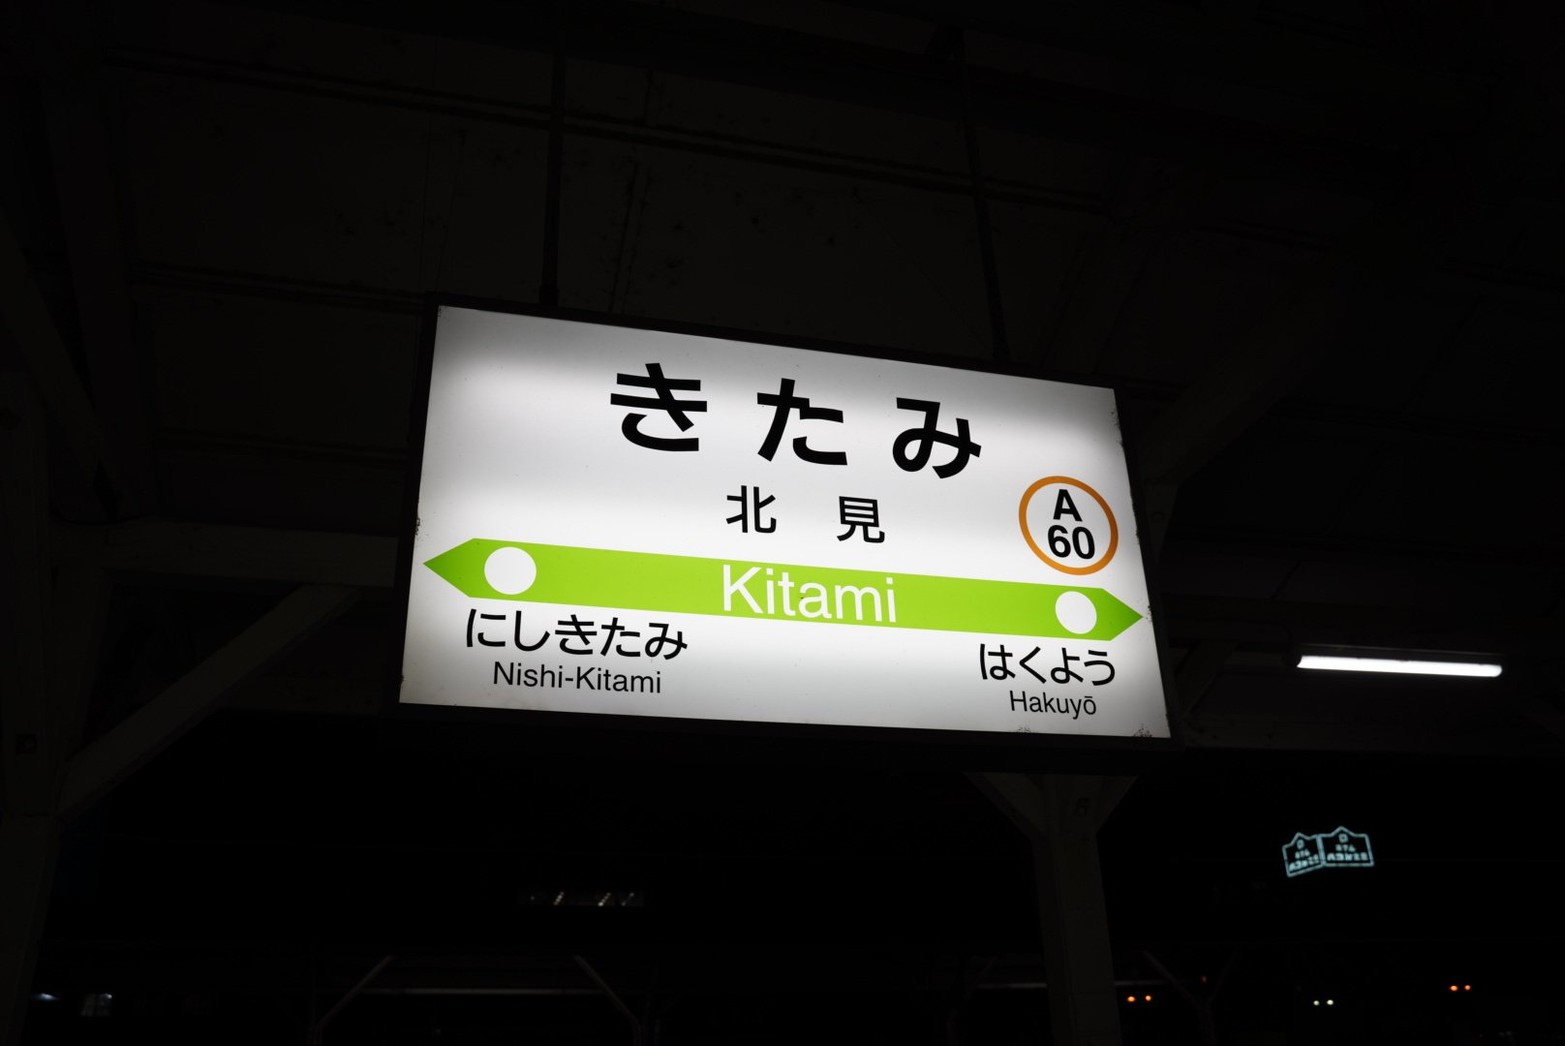 きたみ
北見
A
60
Kitami
にしきたみ
Nishi-Kitami
はくよう
Hakuyō